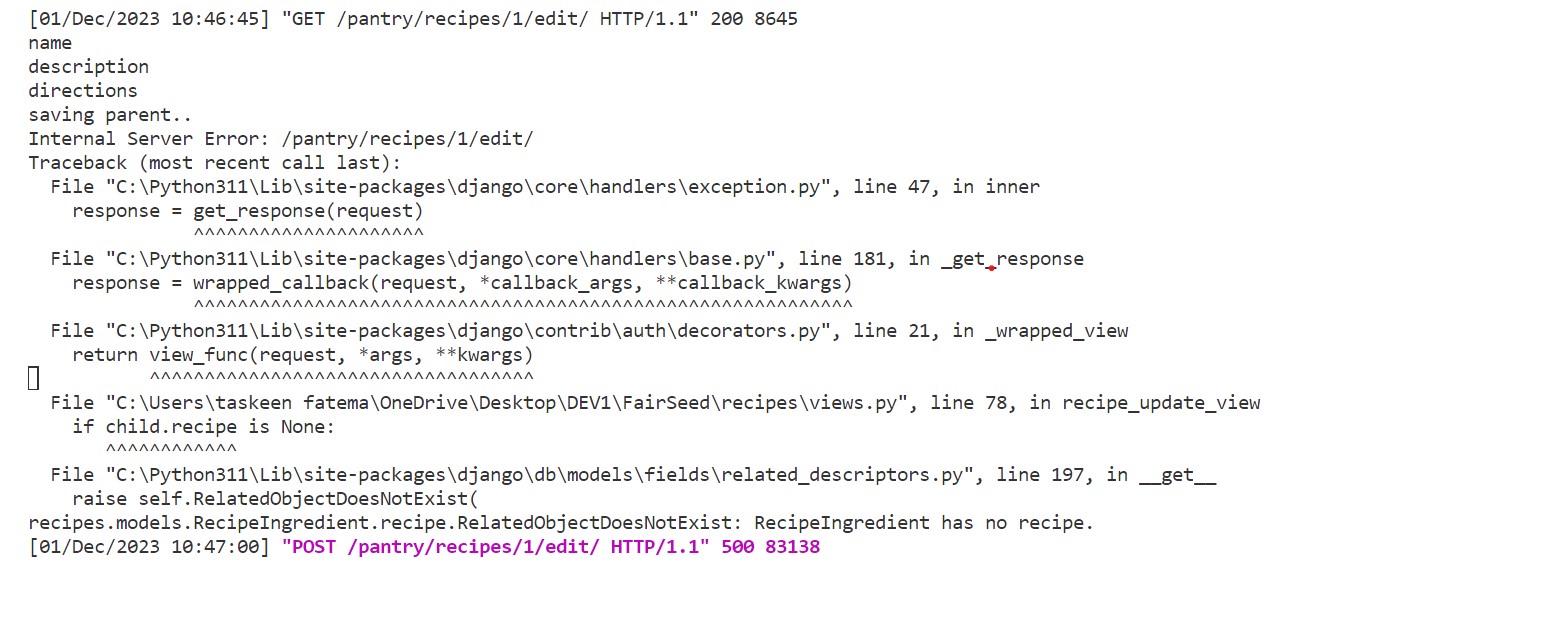 [01/Dec/2023 10:46:45] "GET /pantry/recipes/1/edit/ HTTP/1.1" 200 8645
name
description
directions
saving parent..
Internal Server Error: /pantry/recipes/1/edit/
Traceback (most recent call last):
  File "C:\Python311\Lib\site-packages\django\core\handlers\exception.py", line 47, in inner
    response = get_response(request)
               ^^^^^^^^^^^^^^^^^^^^^
  File "C:\Python311\Lib\site-packages\django\core\handlers\base.py", line 181, in _get_response
    response = wrapped_callback(request, *callback_args, **callback_kwargs)
               ^^^^^^^^^^^^^^^^^^^^^^^^^^^^^^^^^^^^^^^^^^^^^^^^^^^^^^^^^^^^
  File "C:\Python311\Lib\site-packages\django\contrib\auth\decorators.py", line 21, in _wrapped_view
    return view_func(request, *args, **kwargs)
           ^^^^^^^^^^^^^^^^^^^^^^^^^^^^^^^^^^^
  File "C:\Users\taskeen fatema\OneDrive\Desktop\DEV1\FairSeed\recipes\views.py", line 78, in recipe_update_view
    if child.recipe is None:
       ^^^^^^^^^^^^
  File "C:\Python311\Lib\site-packages\django\db\models\fields\related_descriptors.py", line 197, in __get__
    raise self.RelatedObjectDoesNotExist(
recipes.models.RecipeIngredient.recipe.RelatedObjectDoesNotExist: RecipeIngredient has no recipe.
[01/Dec/2023 10:47:00] "POST /pantry/recipes/1/edit/ HTTP/1.1" 500 83138